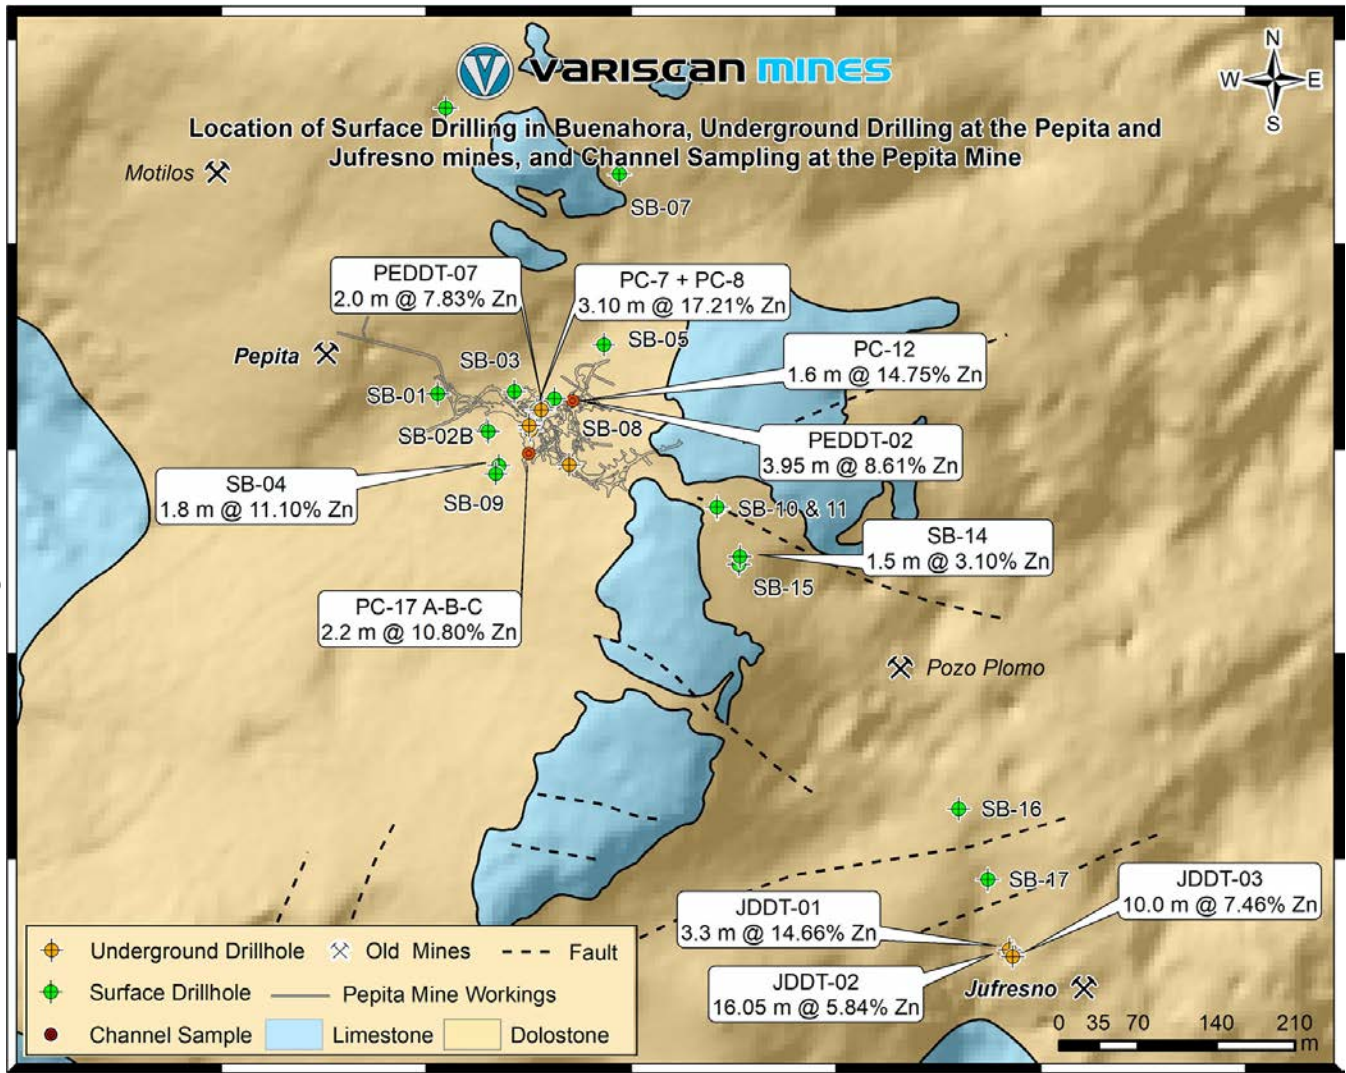 VARISCAN MINES
N
W E
S
Location of Surface Drilling in Buenahora, Underground Drilling at the Pepita and
Jufresno mines, and Channel Sampling at the Pepita Mine
Motilos
SB-07
PEDDT-07
2.0 m @ 7.83% Zn
PC-7 + PC-8
3.10 m @ 17.21% Zn
Pepita
SB-03
SB-05
PC-12
1.6 m @ 14.75% Zn
SB-01
SB-02B
SB-08
PEDDT-02
3.95 m @ 8.61% Zn
SB-04
1.8 m @ 11.10% Zn
SB-09
SB-10 & 11
SB-14
1.5 m @ 3.10% Zn
SB-15
PC-17 A-B-C
2.2 m @ 10.80% Zn
Pozo Plomo
SB-16
SB-17
JDDT-03
10.0 m @ 7.46% Zn
JDDT-01
3.3 m @ 14.66% Zn
JDDT-02
16.05 m @ 5.84% Zn
Jufresno
Underground Drillhole Old Mines Fault
Surface Drillhole Pepita Mine Workings
Channel Sample Limestone Dolostone
0 35 70 140 210
m